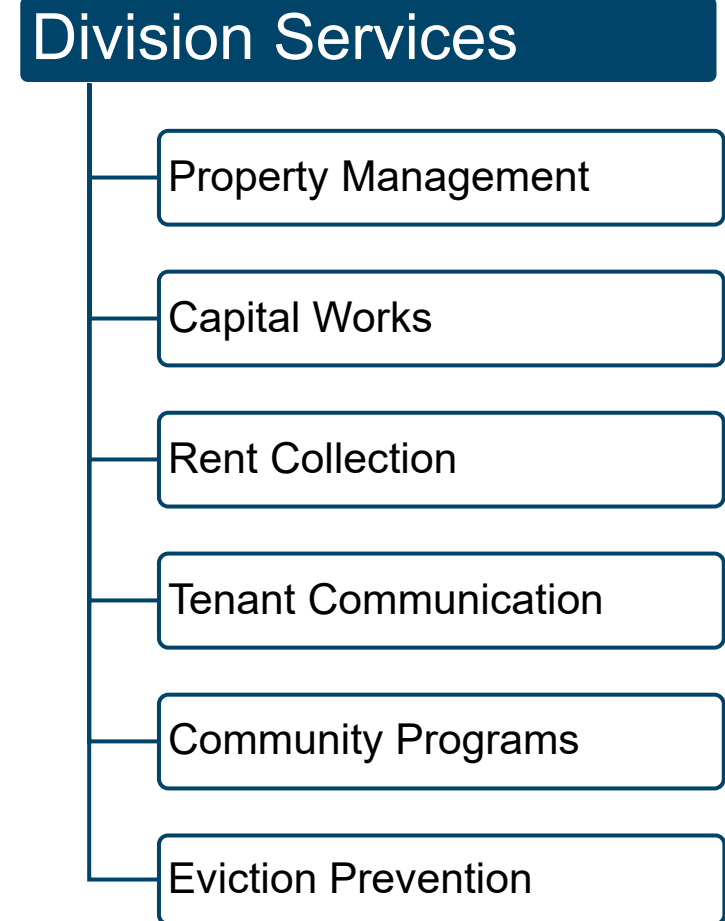 Division Services
Property Management
Capital Works
Rent Collection
Tenant Communication
Community Programs
Eviction Prevention